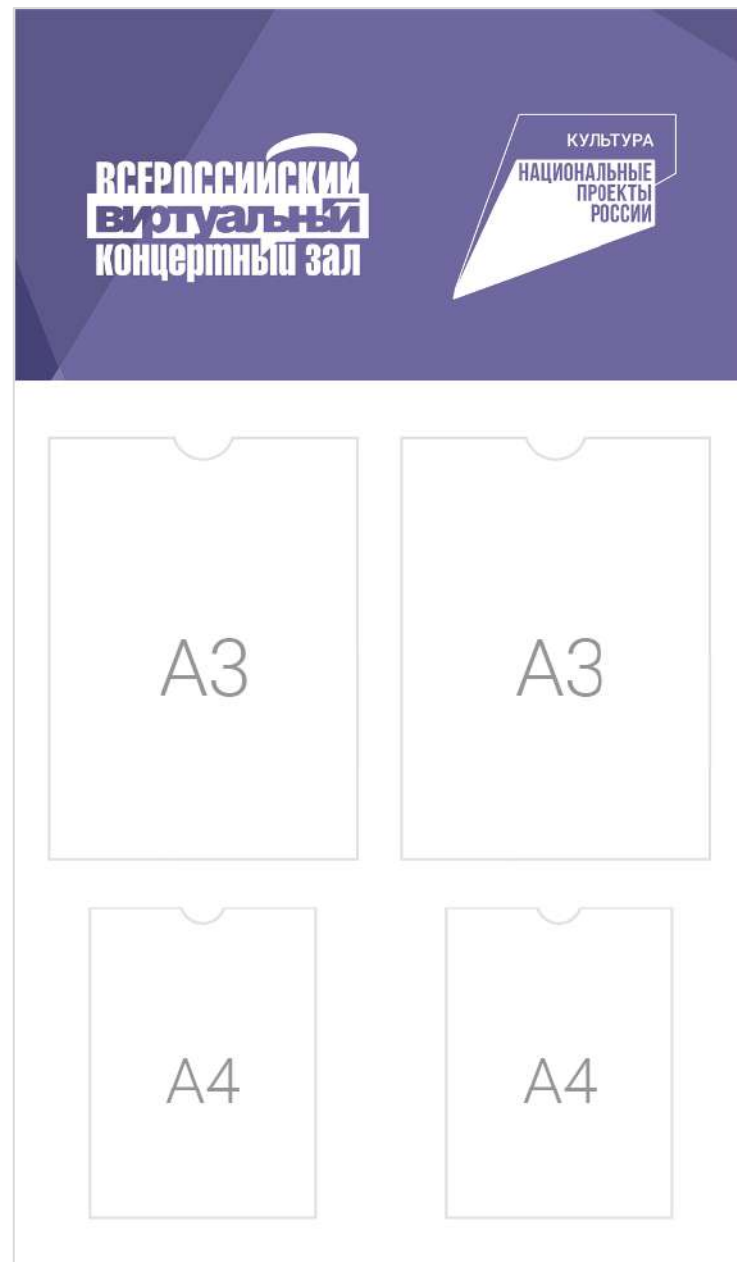 ВСЕРОССИЙСКИЙ
виртуальный
концертный зал
КУЛЬТУРА
НАЦИОНАЛЬНЫЕ
ПРОЕКТЫ
РОССИИ
А3
А3
А4
А4